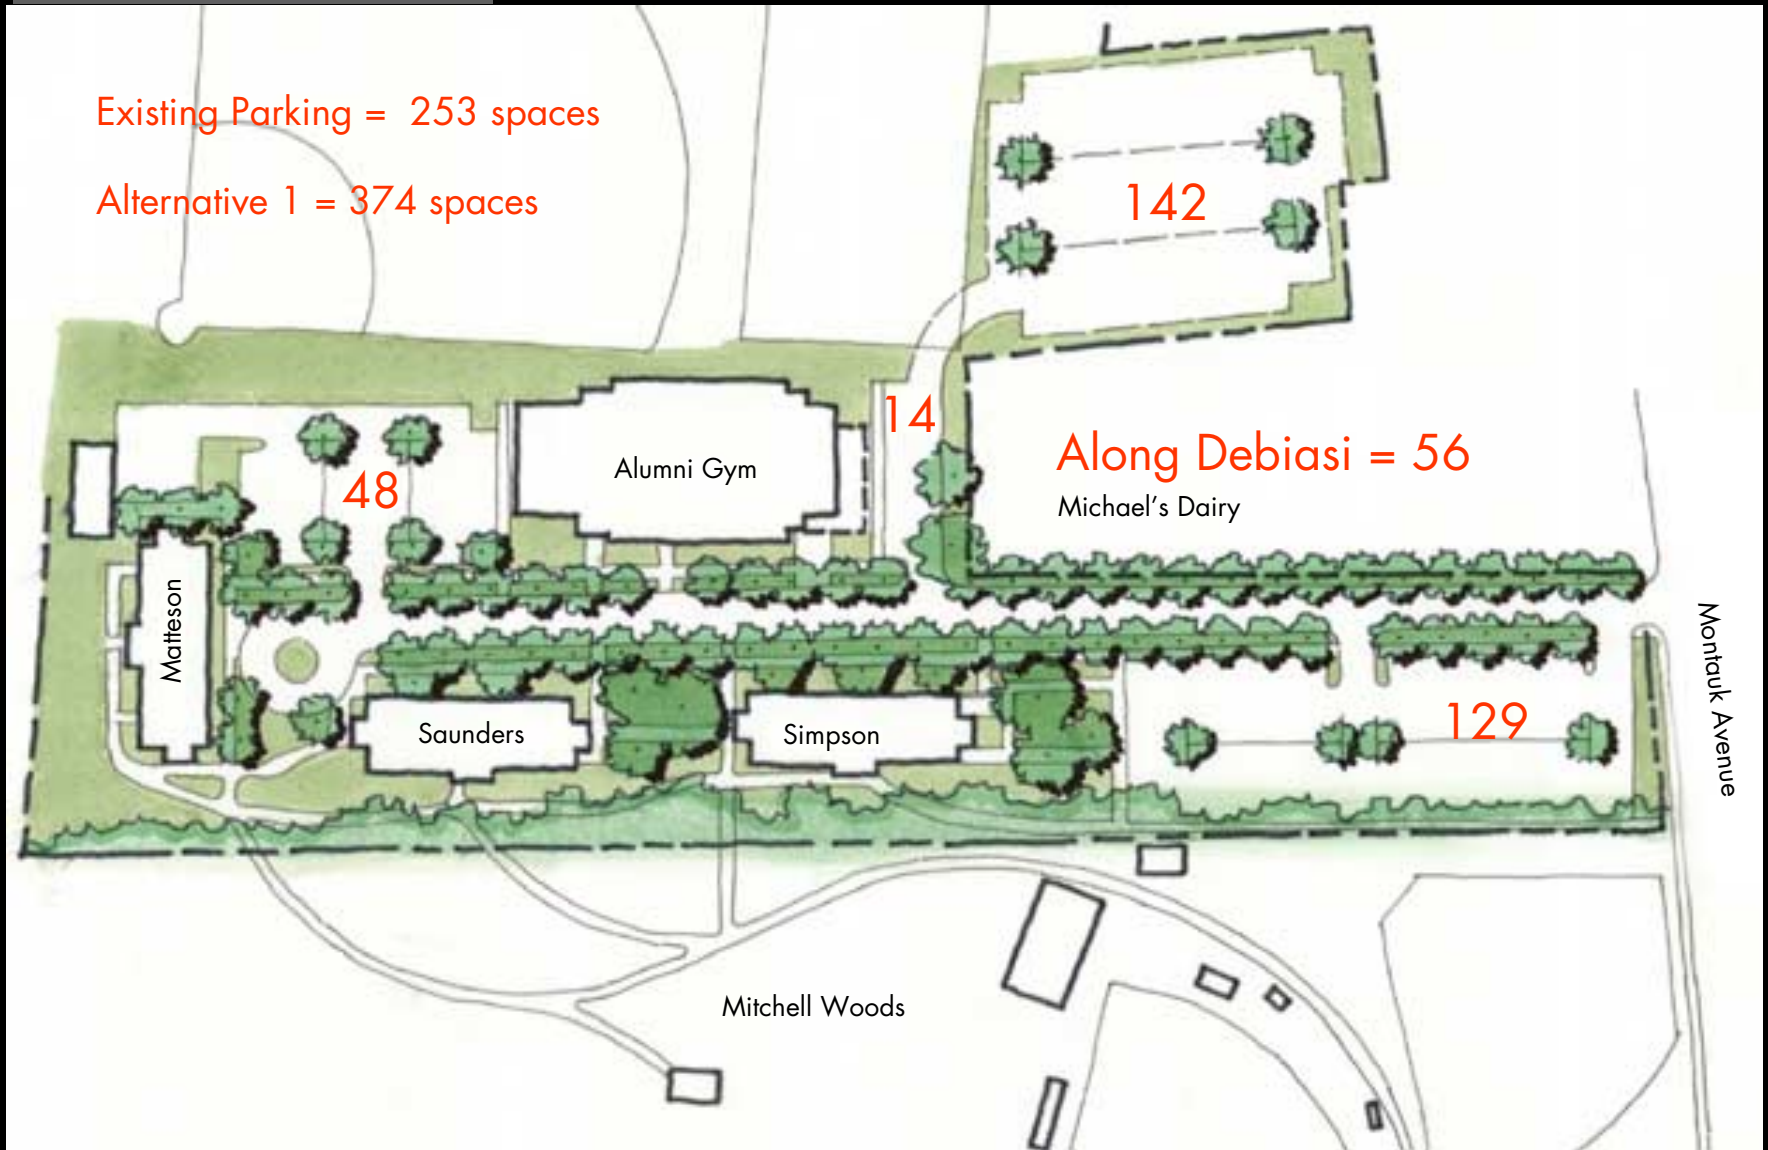 Existing Parking = 253 spaces
Alternative 1 = 374 spaces
142
14
Along Debiasi = 56
Michael's Dairy
Alumni Gym
48
Matteson
Saunders
Simpson
129
Montauk Avenue
Mitchell Woods